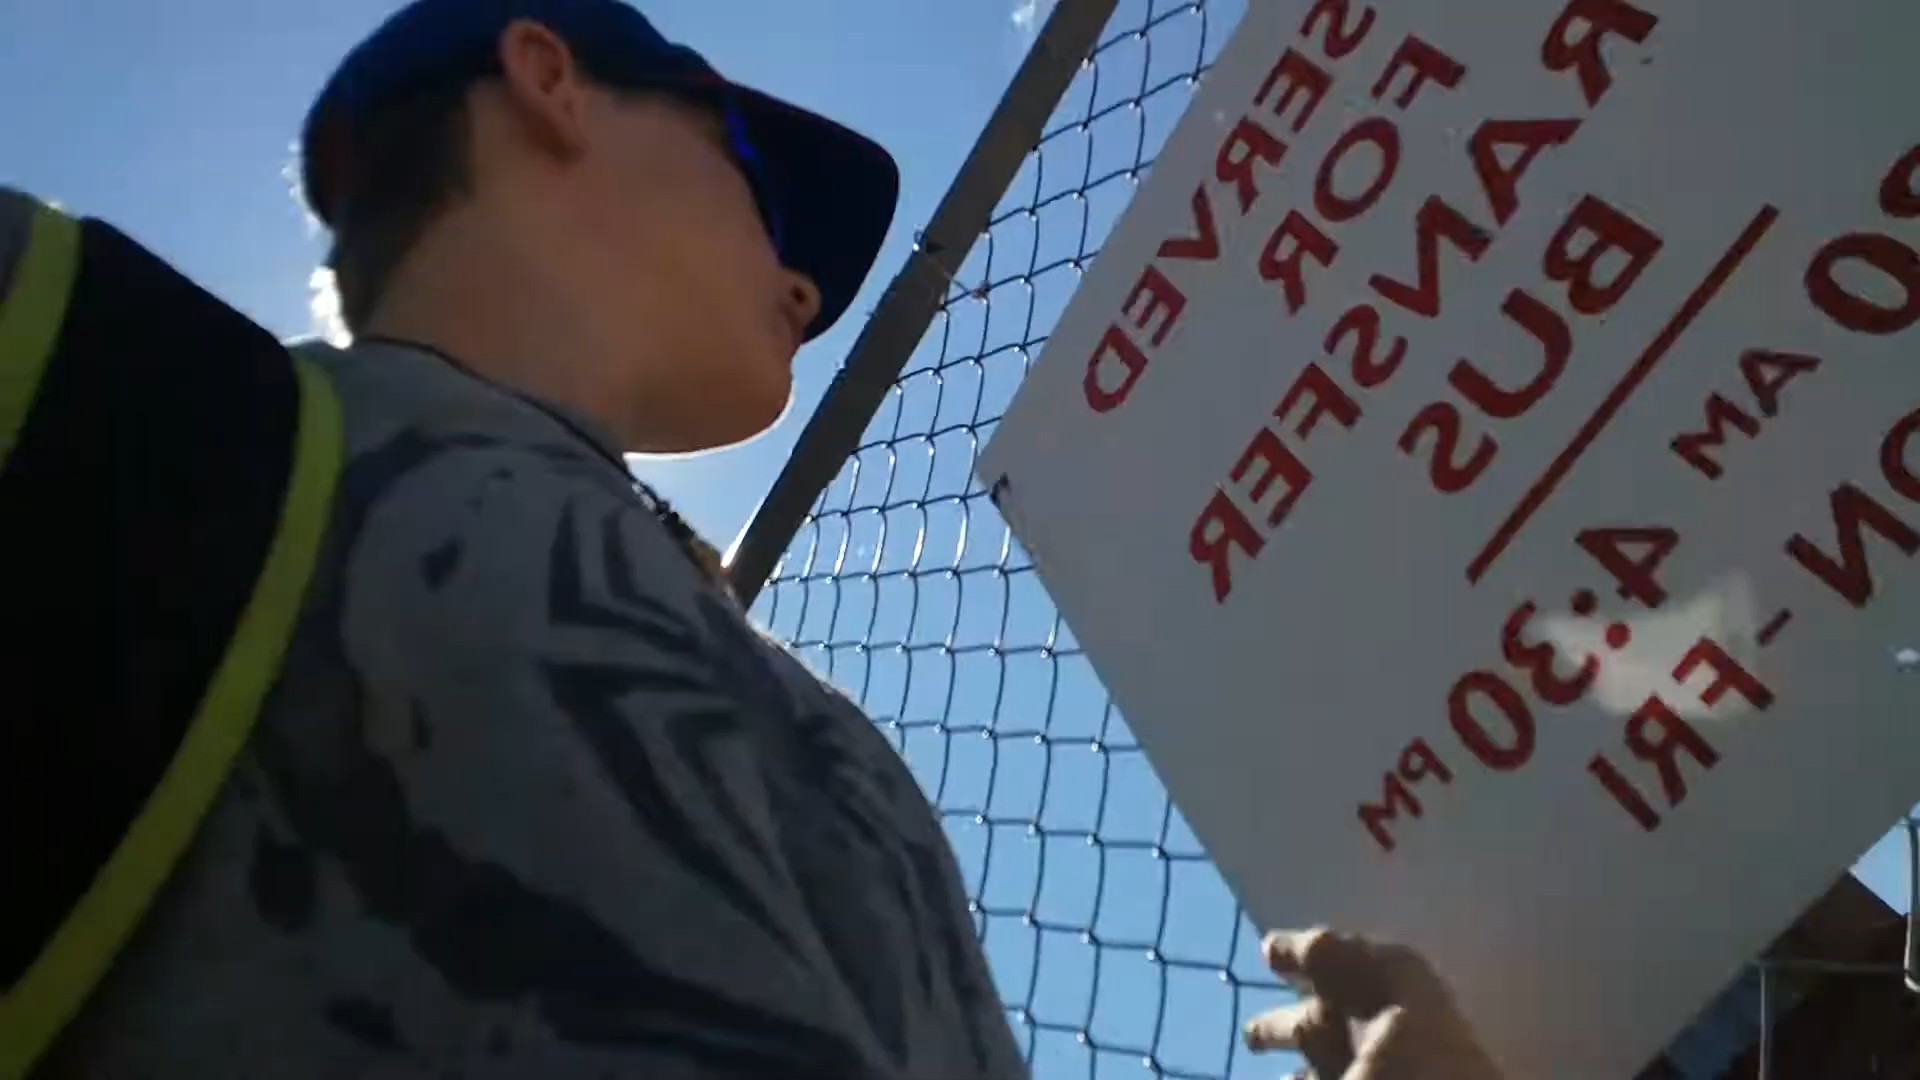 SERVED
FOR
RANSFER
BUS
0 AM
4:30 PM
ON-FRI